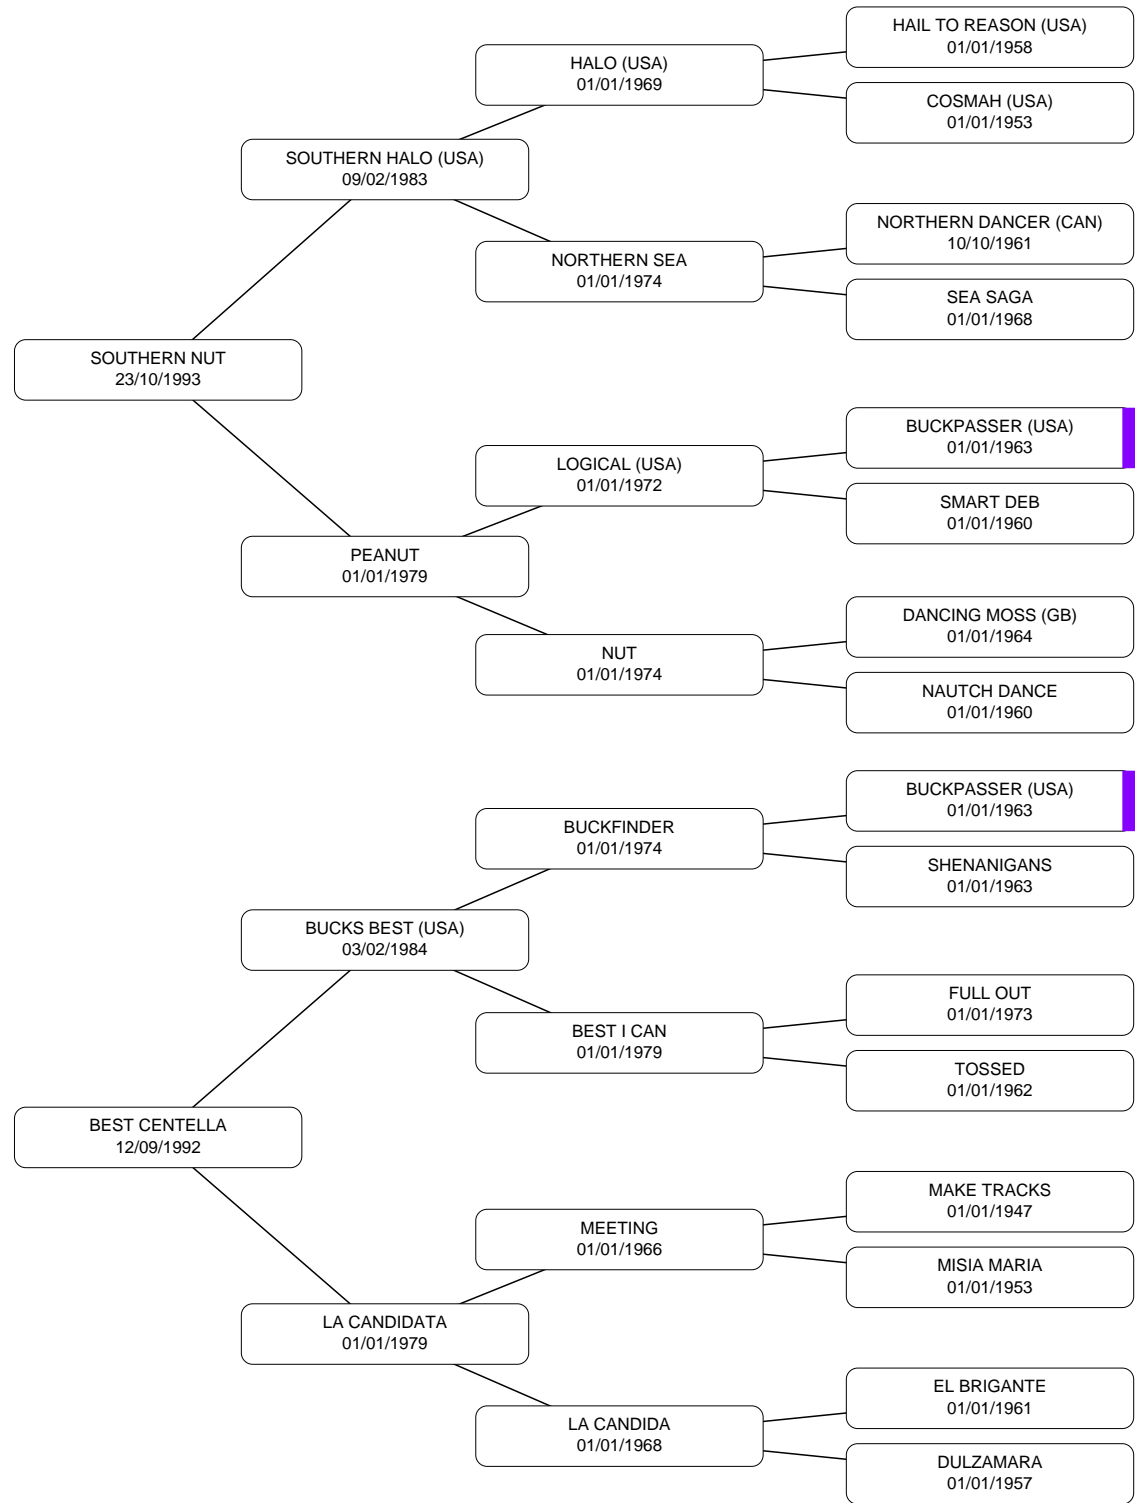 HAIL TO REASON (USA)
01/01/1958
HALO (USA)
01/01/1969
COSMAH (USA)
01/01/1953
SOUTHERN HALO (USA)
09/02/1983
NORTHERN DANCER (CAN)
10/10/1961
NORTHERN SEA
01/01/1974
SEA SAGA
01/01/1968
SOUTHERN NUT
23/10/1993
BUCKPASSER (USA)
01/01/1963
LOGICAL (USA)
01/01/1972
SMART DEB
01/01/1960
PEANUT
01/01/1979
DANCING MOSS (GB)
01/01/1964
NUT
01/01/1974
NAUTCH DANCE
01/01/1960
BUCKPASSER (USA)
01/01/1963
BUCKFINDER
01/01/1974
SHENANIGANS
01/01/1963
BUCKS BEST (USA)
03/02/1984
FULL OUT
01/01/1973
BEST I CAN
01/01/1979
TOSSED
01/01/1962
BEST CENTELLA
12/09/1992
MAKE TRACKS
01/01/1947
MEETING
01/01/1966
MISIA MARIA
01/01/1953
LA CANDIDATA
01/01/1979
EL BRIGANTE
01/01/1961
LA CANDIDA
01/01/1968
DULZAMARA
01/01/1957